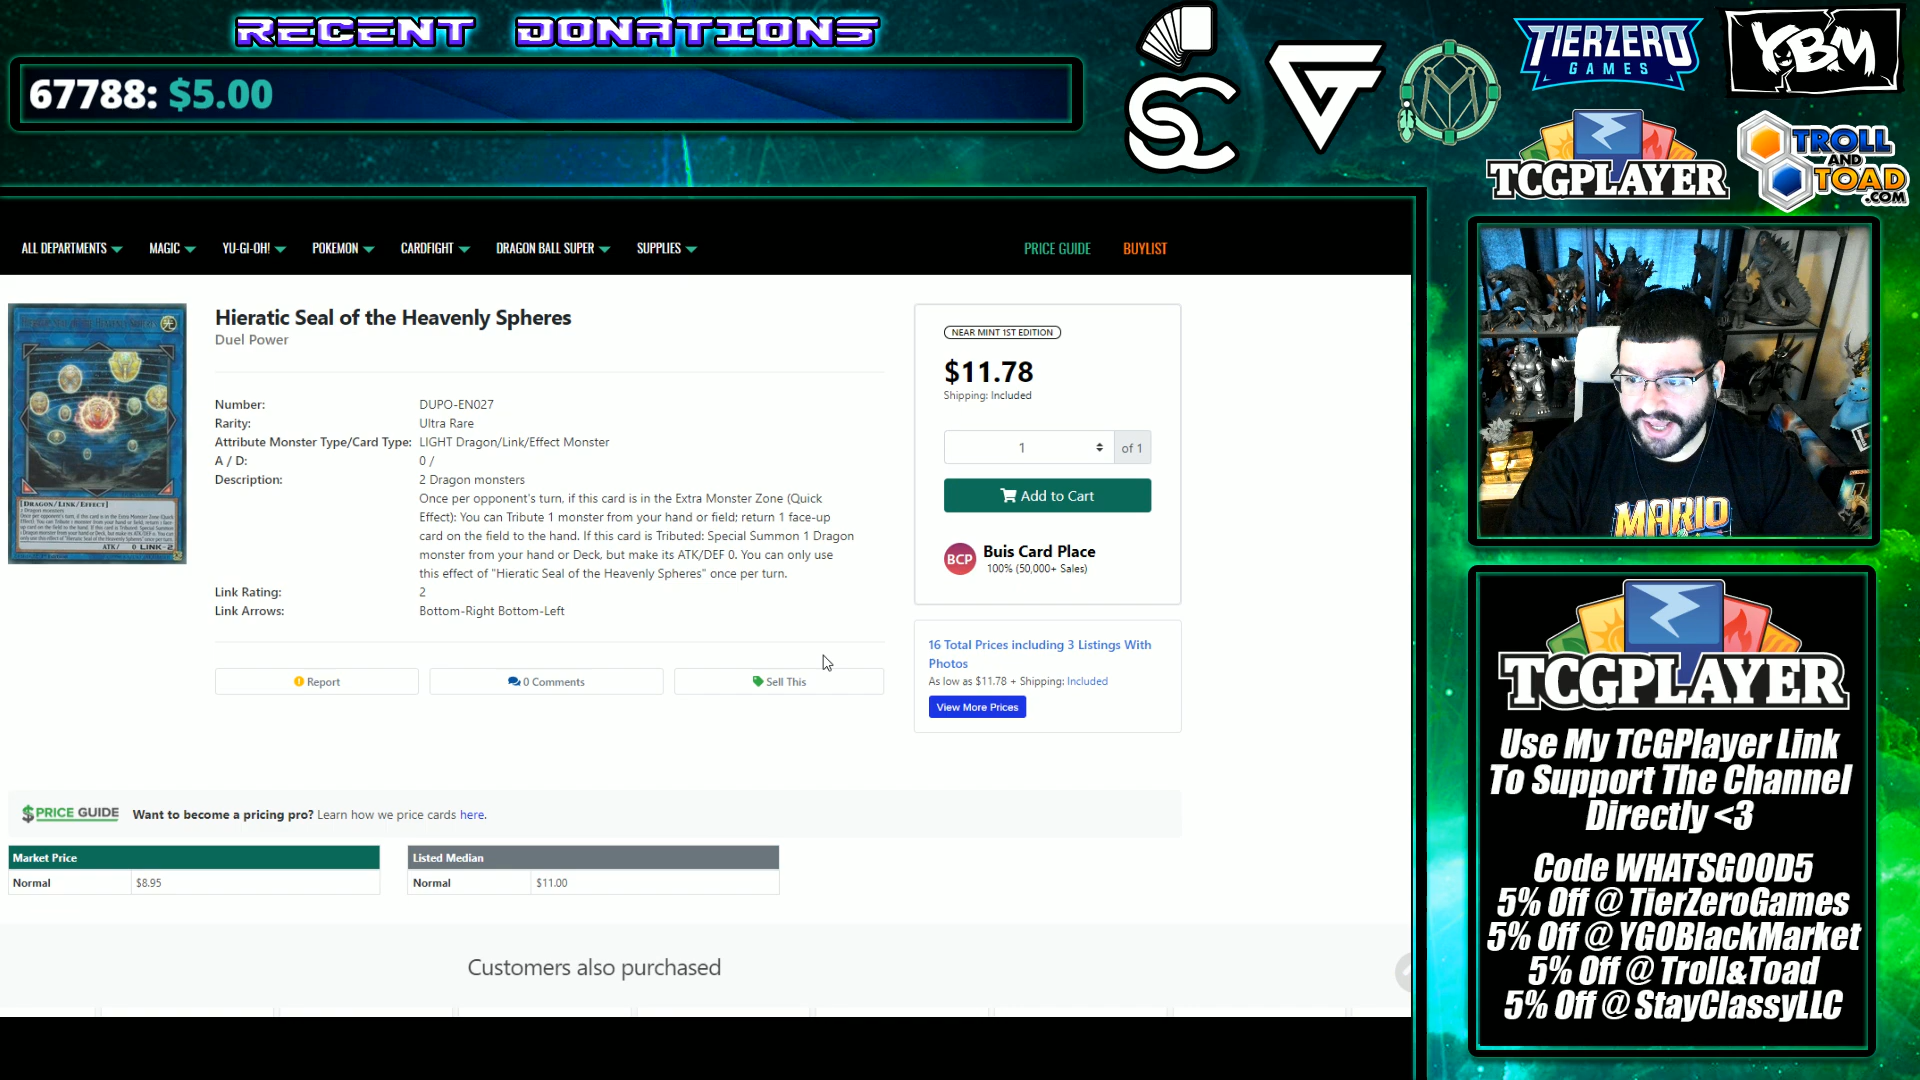 RECENT DONATIONS
67788: $5.00
SC
TIERZERO
GAMES
YBM
TCGPLAYER
TROLL
AND
TOAD
.COM
ALL DEPARTMENTS
MAGIC
YU-GI-OH!
POKEMON
CARDFIGHT
DRAGON BALL SUPER
SUPPLIES
PRICE GUIDE
BUYLIST
Hieratic Seal of the Heavenly Spheres
Duel Power
Number: DUPO-EN027
Rarity: Ultra Rare
Attribute Monster Type/Card Type: LIGHT Dragon/Link/Effect Monster
A / D: 0 /
Description: 2 Dragon monsters
Once per opponent's turn, if this card is in the Extra Monster Zone (Quick
Effect): You can Tribute 1 monster from your hand or field; return 1 face-up
card on the field to the hand. If this card is Tributed: Special Summon 1 Dragon
monster from your hand or Deck, but make its ATK/DEF 0. You can only use
this effect of "Hieratic Seal of the Heavenly Spheres" once per turn.
Link Rating: 2
Link Arrows: Bottom-Right Bottom-Left
Report
0 Comments
Sell This
[DRAGON/LINK/EFFECT]
ATK/ 0 LINK-2
NEAR MINT 1ST EDITION
$11.78
Shipping: Included
1 of 1
Add to Cart
BCP
Buis Card Place
100% (50,000+ Sales)
16 Total Prices including 3 Listings With
Photos
As low as $11.78 + Shipping: Included
View More Prices
$PRICE GUIDE Want to become a pricing pro? Learn how we price cards here.
Market Price
Normal $8.95
Listed Median
Normal $11.00
Customers also purchased
MARIO
TCGPLAYER
Use My TCGPlayer Link
To Support The Channel
Directly <3
Code WHATSGOOD5
5% Off @ TierZeroGames
5% Off @ YGOBlackMarket
5% Off @ Troll&Toad
5% Off @ StayClassyLLC